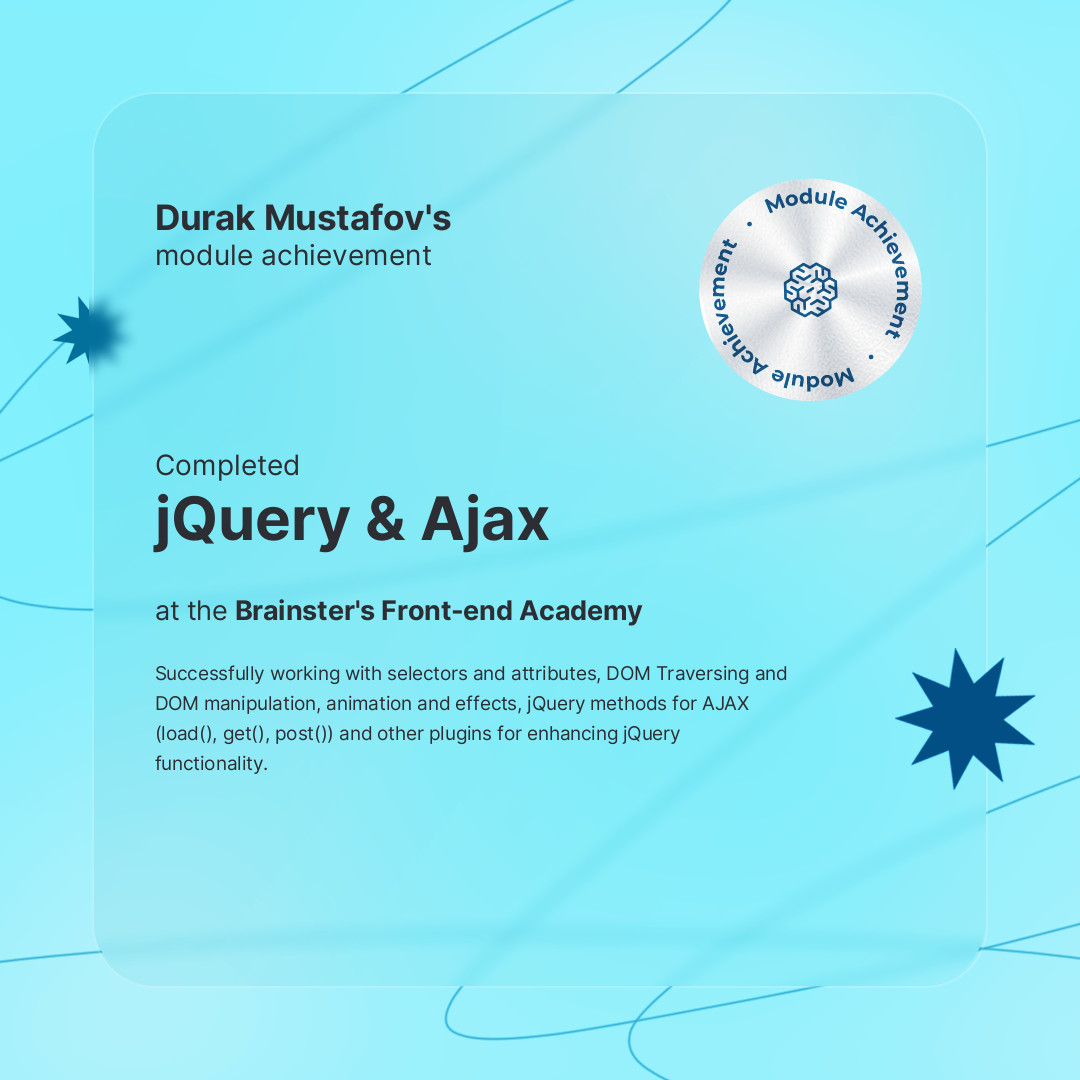 Durak Mustafov's
module achievement
Module Achievement • Module Achievement •
Completed
jQuery & Ajax
at the Brainster's Front-end Academy
Successfully working with selectors and attributes, DOM Traversing and
DOM manipulation, animation and effects, jQuery methods for AJAX
(load(), get(), post()) and other plugins for enhancing jQuery
functionality.